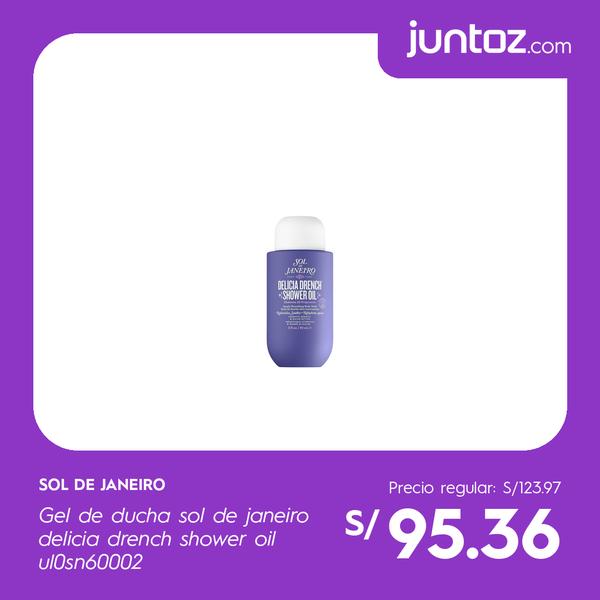 juntoz.com
SOL
DE
JANEIRO
DELÍCIA DRENCH
SHOWER OIL
SOL DE JANEIRO
Gel de ducha sol de janeiro
delicia drench shower oil
ul0sn60002
Precio regular: S/123.97
S/ 95.36